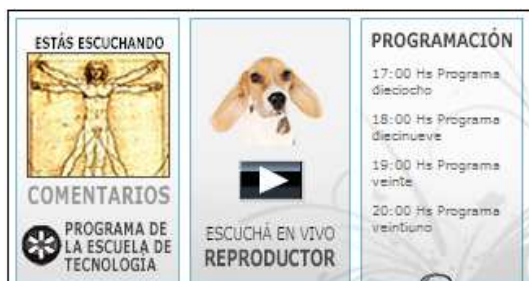 ESTÁS ESCUCHANDO
COMENTARIOS
PROGRAMA DE
LA ESCUELA DE
TECNOLOGÍA
ESCUCHÁ EN VIVO
REPRODUCTOR
PROGRAMACIÓN
17:00 Hs Programa
dieciocho
18:00 Hs Programa
diecinueve
19:00 Hs Programa
veinte
20:00 Hs Programa
veintiuno